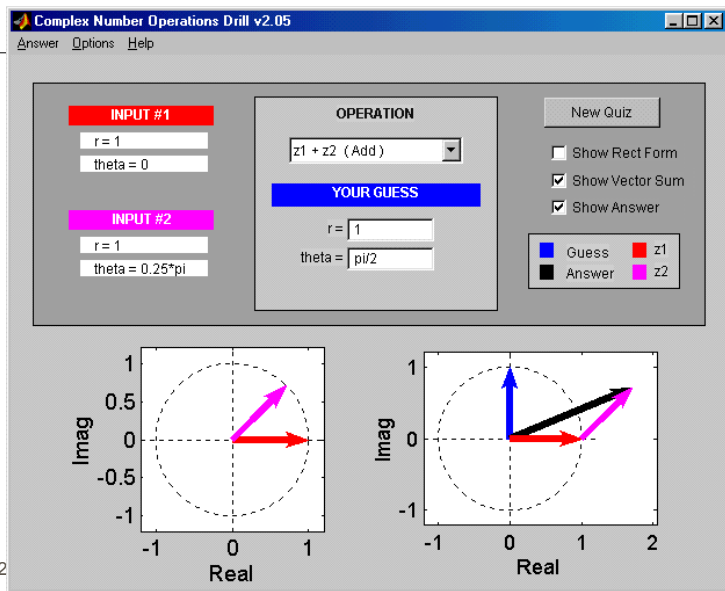 Complex Number Operations Drill v2.05
Answer Options Help
INPUT #1
r = 1
theta = 0
INPUT #2
r = 1
theta = 0.25*pi
OPERATION
z1 + z2 ( Add )
YOUR GUESS
r = 1
theta = pi/2
New Quiz
Show Rect Form
Show Vector Sum
Show Answer
Guess z1
Answer z2
1
0.5
0
-0.5
-1
Imag
-1 0 1
Real
1
0
-1
Imag
-1 0 1 2
Real
2